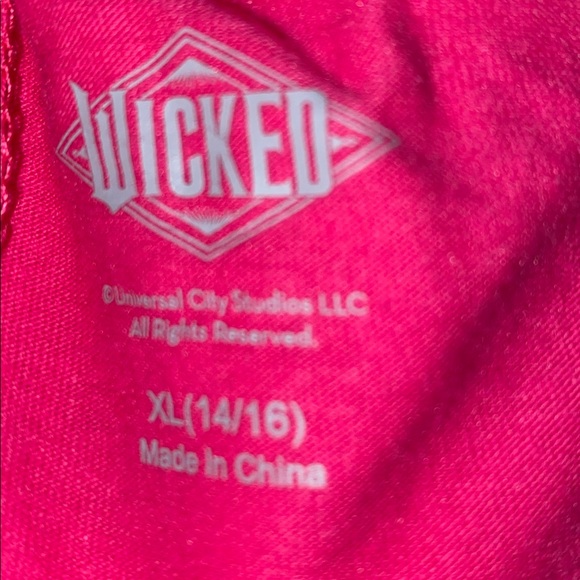 WICKED
©Universal City Studios LLC
All Rights Reserved.
XL(14/16)
Made In China